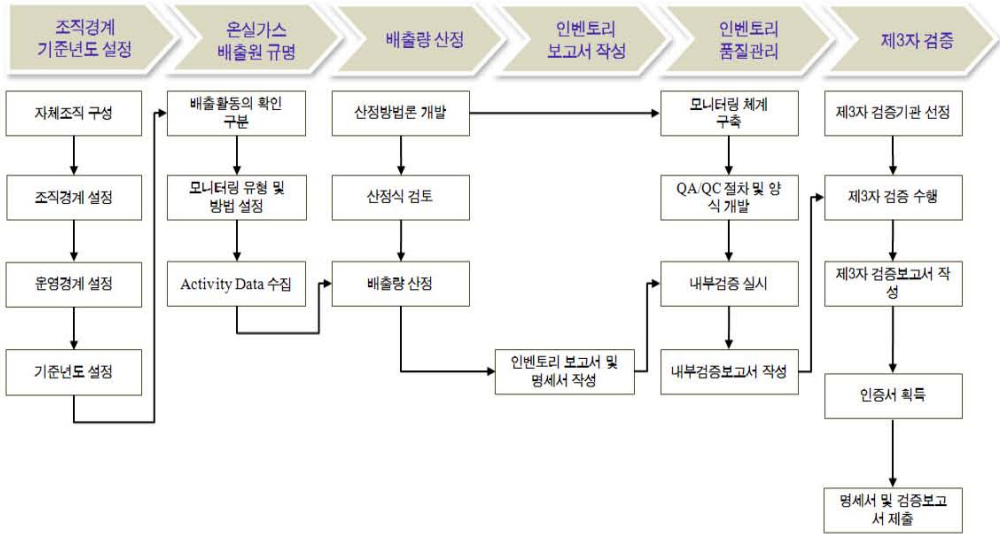 조직경계
기준년도 설정
온실가스
배출원 규명
배출량 산정
인벤토리
보고서 작성
인벤토리
품질관리
제3자 검증
자체조직 구성
조직경계 설정
운영경계 설정
기준년도 설정
배출활동의 확인
구분
모니터링 유형 및
방법 설정
Activity Data 수집
산정방법론 개발
산정식 검토
배출량 산정
인벤토리 보고서 및
명세서 작성
모니터링 체계
구축
QA/QC 절차 및 양
식 개발
내부검증 실시
내부검증보고서 작성
제3자 검증기관 선정
제3자 검증 수행
제3자 검증보고서 작
성
인증서 획득
명세서 및 검증보고
서 제출